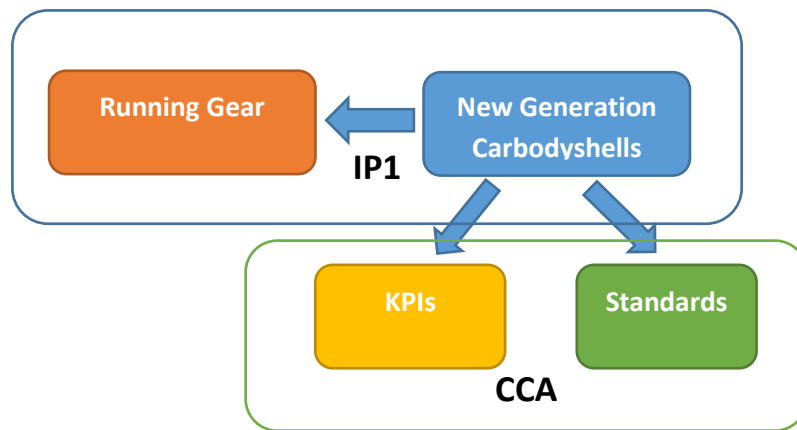 Running Gear
New Generation
Carbodyshells
IP1
KPIs
Standards
CCA